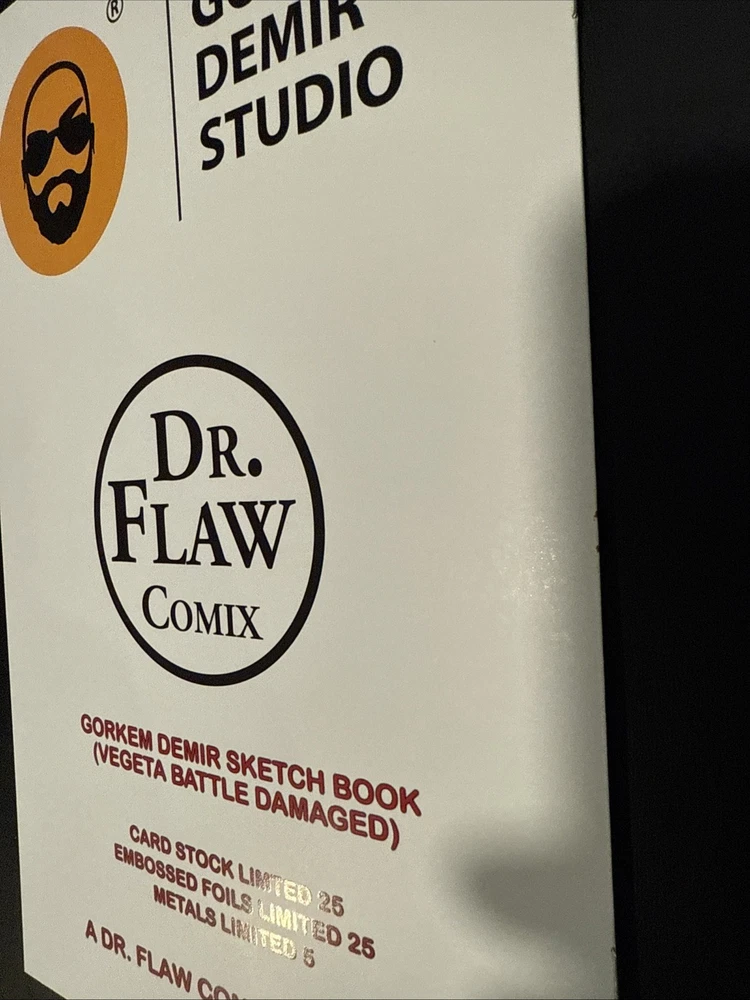 ®
DEMIR
STUDIO
DR.
FLAW
COMIX
GORKEM DEMIR SKETCH BOOK
(VEGETA BATTLE DAMAGED)
CARD STOCK LIMITED 25
EMBOSSED FOILS LIMITED 25
METALS LIMITED 5
A DR. FLAW